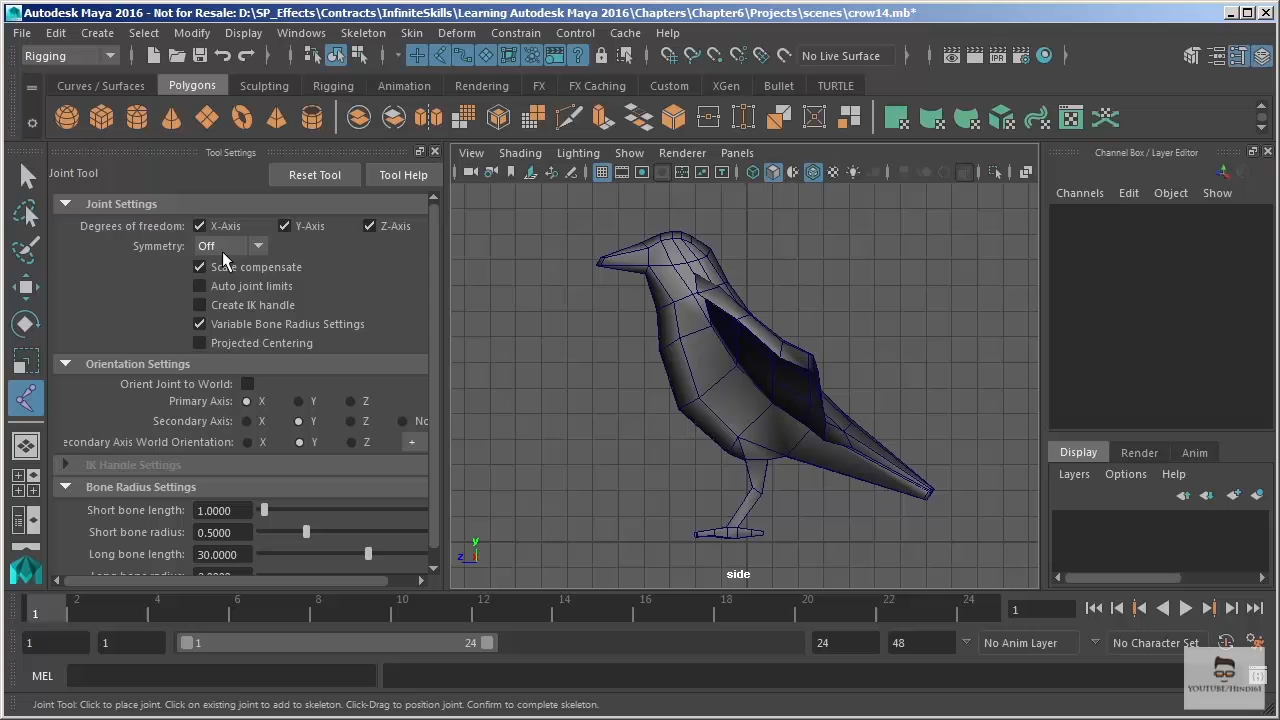 Autodesk Maya 2016 - Not for Resale: D:\SP_Effects\Contracts\InfiniteSkills\Learning Autodesk Maya 2016\Chapters\Chapter6\Projects\scenes\crow14.mb*
File Edit Create Select Modify Display Windows Skeleton Skin Deform Constrain Control Cache Help
Rigging No Live Surface
Curves / Surfaces Polygons Sculpting Rigging Animation Rendering FX FX Caching Custom XGen Bullet TURTLE
Tool Settings Channel Box / Layer Editor
View Shading Lighting Show Renderer Panels
Joint Tool Reset Tool Tool Help
Channels Edit Object Show
Joint Settings
Degrees of freedom: X-Axis Y-Axis Z-Axis
Symmetry: Off
Scale compensate
Auto joint limits
Create IK handle
Variable Bone Radius Settings
Projected Centering
Orientation Settings
Orient Joint to World:
Primary Axis: X Y Z
Secondary Axis: X Y Z No
econdary Axis World Orientation: X Y Z +
IK Handle Settings
Bone Radius Settings
Short bone length: 1.0000
Short bone radius: 0.5000
Long bone length: 30.0000
Display Render Anim
Layers Options Help
y
z
side
1 2 4 6 8 10 12 14 16 18 20 22 24 1
1 1 1 24 24 48 No Anim Layer No Character Set
MEL
YOUTUBE/Hindi61
Joint Tool: Click to place joint. Click on existing joint to add to skeleton. Click-Drag to position joint. Confirm to complete skeleton.